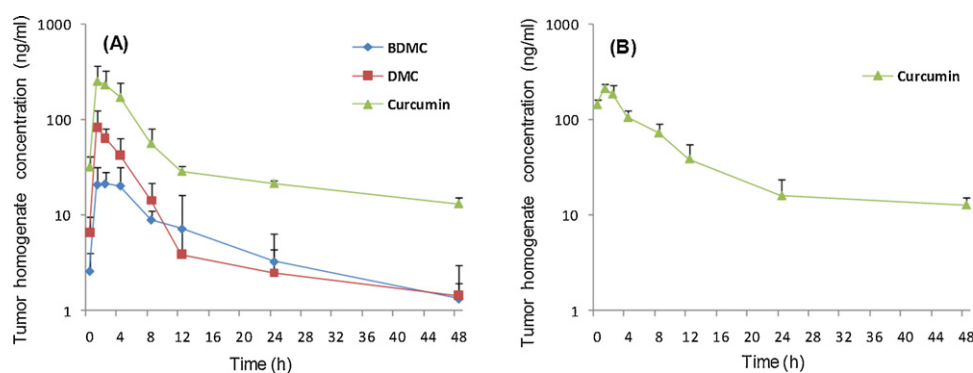 (A)
Tumor homogenate concentration (ng/ml)
1000
100
10
1
0 4 8 12 16 20 24 28 32 36 40 44 48
Time (h)
BDMC
DMC
Curcumin
(B)
Tumor homogenate concentration (ng/ml)
1000
100
10
1
0 4 8 12 16 20 24 28 32 36 40 44 48
Time (h)
Curcumin